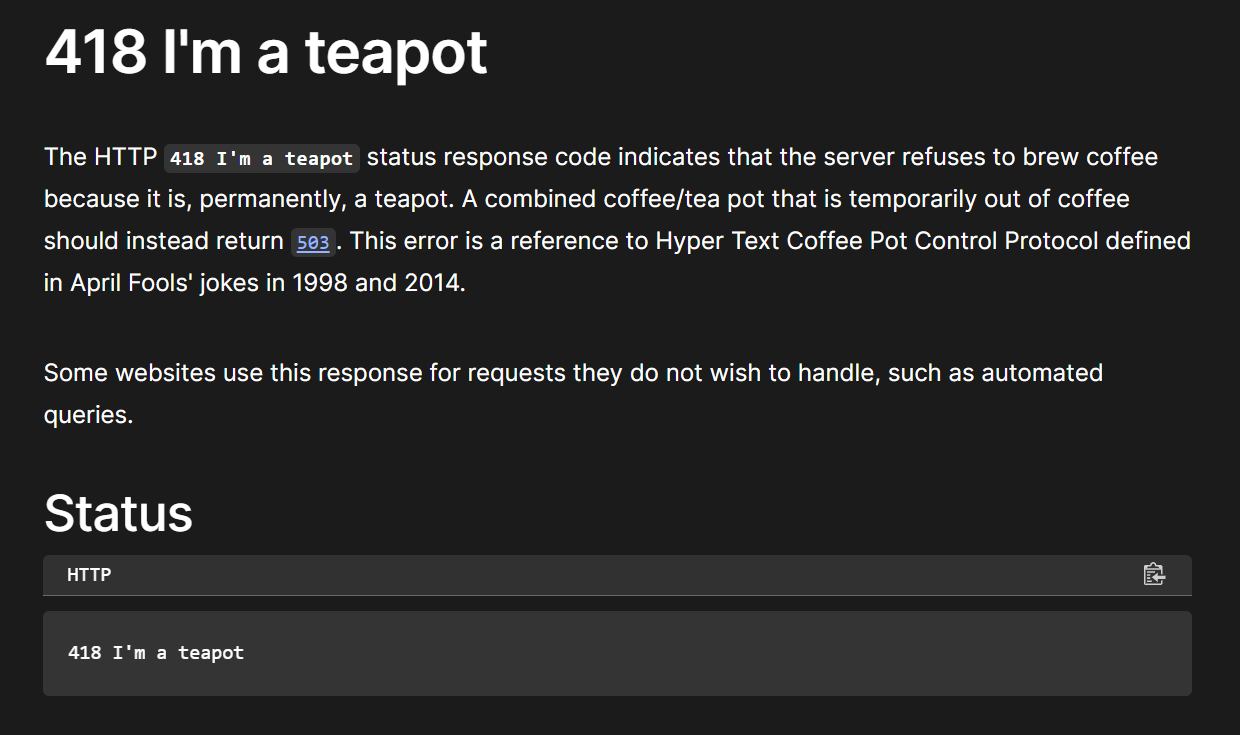 418 I'm a teapot
The HTTP 418 I'm a teapot status response code indicates that the server refuses to brew coffee
because it is, permanently, a teapot. A combined coffee/tea pot that is temporarily out of coffee
should instead return 503. This error is a reference to Hyper Text Coffee Pot Control Protocol defined
in April Fools' jokes in 1998 and 2014.
Some websites use this response for requests they do not wish to handle, such as automated
queries.
Status
HTTP
418 I'm a teapot